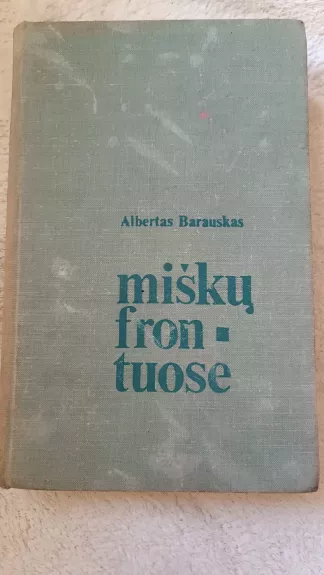 Albertas Barauskas
miškų
fron ▪
tuose